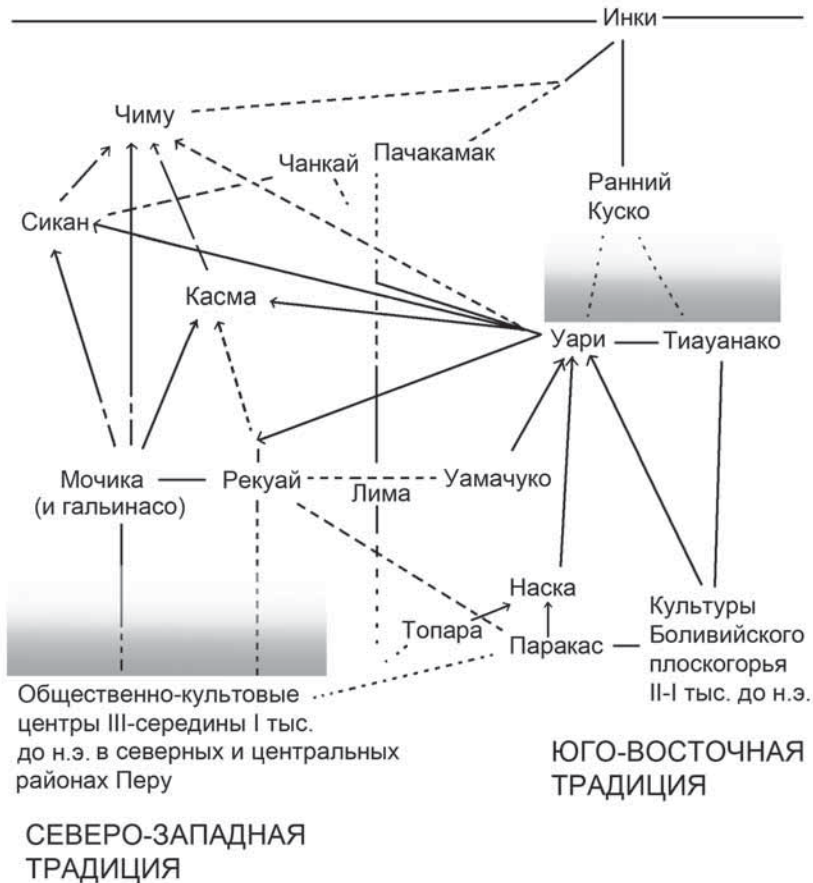 Инки
Чиму
Чанкай
Пачакамак
Ранний
Куско
Сикан
Касма
Уари
Тиауанако
Мочика
(и гальинасо)
Рекуай
Лима
Уамачуко
Наска
Топара
Паракас
Культуры
Боливийского
плоскогорья
II-I тыс. до н.э.
Общественно-культовые
центры III-середины I тыс.
до н.э. в северных и центральных
районах Перу
ЮГО-ВОСТОЧНАЯ
ТРАДИЦИЯ
СЕВЕРО-ЗАПАДНАЯ
ТРАДИЦИЯ